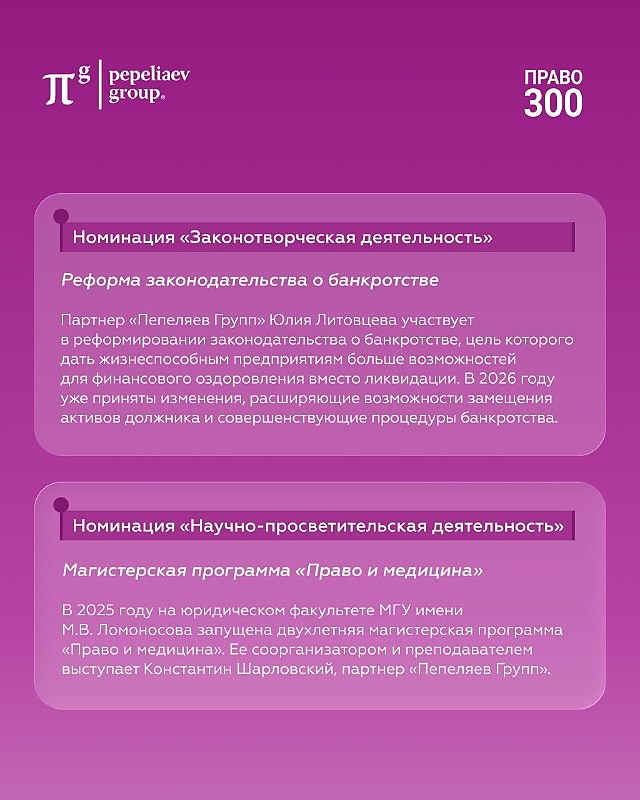 πg pepeliaev
group.
ПРАВО
300
Номинация «Законотворческая деятельность»
Реформа законодательства о банкротстве
Партнер «Пепеляев Групп» Юлия Литовцева участвует
в реформировании законодательства о банкротстве, цель которого
дать жизнеспособным предприятиям больше возможностей
для финансового оздоровления вместо ликвидации. В 2026 году
уже приняты изменения, расширяющие возможности замещения
активов должника и совершенствующие процедуры банкротства.
Номинация «Научно-просветительская деятельность»
Магистерская программа «Право и медицина»
В 2025 году на юридическом факультете МГУ имени
М.В. Ломоносова запущена двухлетняя магистерская программа
«Право и медицина». Ее соорганизатором и преподавателем
выступает Константин Шарловский, партнер «Пепеляев Групп».